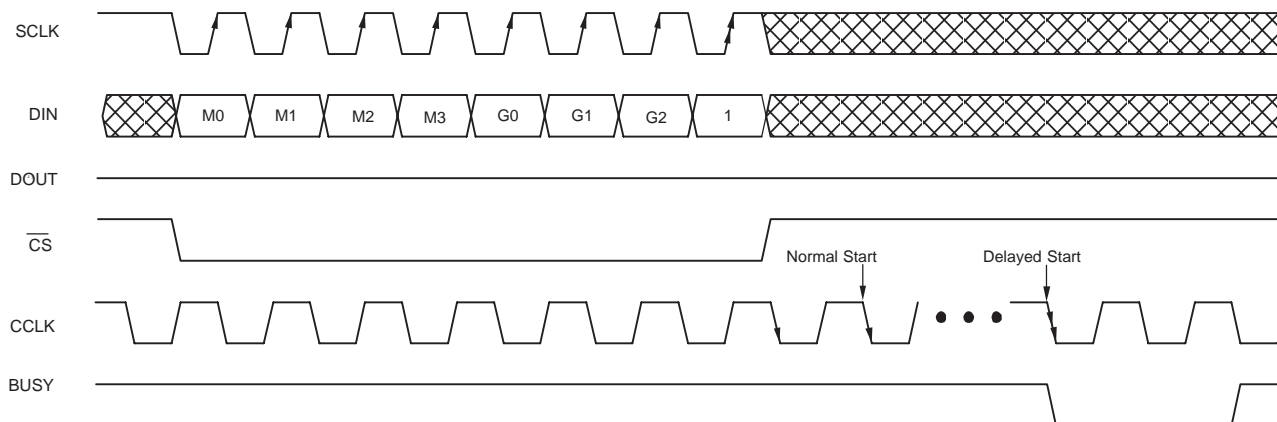 SCLK
DIN
M0 M1 M2 M3 G0 G1 G2 1
DOUT
CS
Normal Start
Delayed Start
CCLK
BUSY